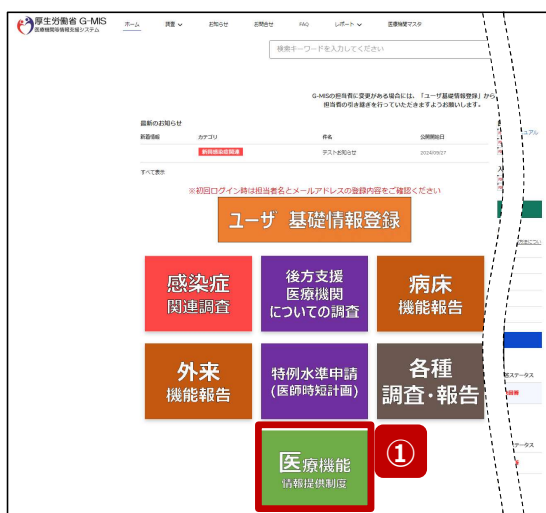 厚生労働省 G-MIS
医療機関等情報支援システム
ホーム 調査 お知らせ お問合せ FAQ レポート 医療機関マスタ
検索キーワードを入力してください
G-MISの担当者に変更がある場合には、「ユーザ基礎情報登録」から
担当者の引き継ぎを行っていただきますようお願いします。
最新のお知らせ
新着情報 カテゴリ 件名 公開開始日
新興感染症関連 テストお知らせ 2024/09/27
すべて表示
※初回ログイン時は担当者名とメールアドレスの登録内容をご確認ください
ユーザ 基礎情報登録
感染症
関連調査
後方支援
医療機関
についての調査
病床
機能報告
外来
機能報告
特例水準申請
(医師時短計画)
各種
調査・報告
医療機能
情報提供制度
①